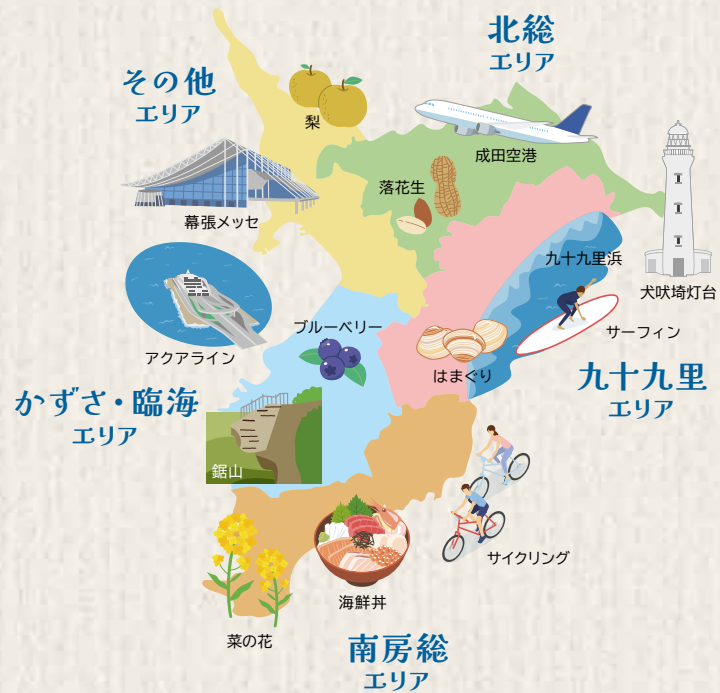 北総
エリア
その他
エリア
梨
成田空港
落花生
幕張メッセ
九十九里浜
犬吠埼灯台
サーフィン
アクアライン
ブルーベリー
はまぐり
九十九里
エリア
かずさ・臨海
エリア
鋸山
サイクリング
海鮮丼
菜の花
南房総
エリア